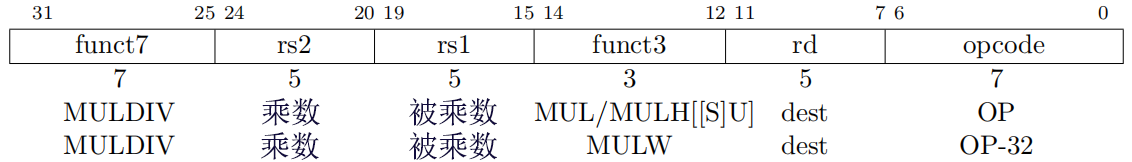 31 25 24 20 19 15 14 12 11 7 6 0
funct7 rs2 rs1 funct3 rd opcode
7 5 5 3 5 7
MULDIV 乘数 被乘数 MUL/MULH[[S]U] dest OP
MULDIV 乘数 被乘数 MULW dest OP-32